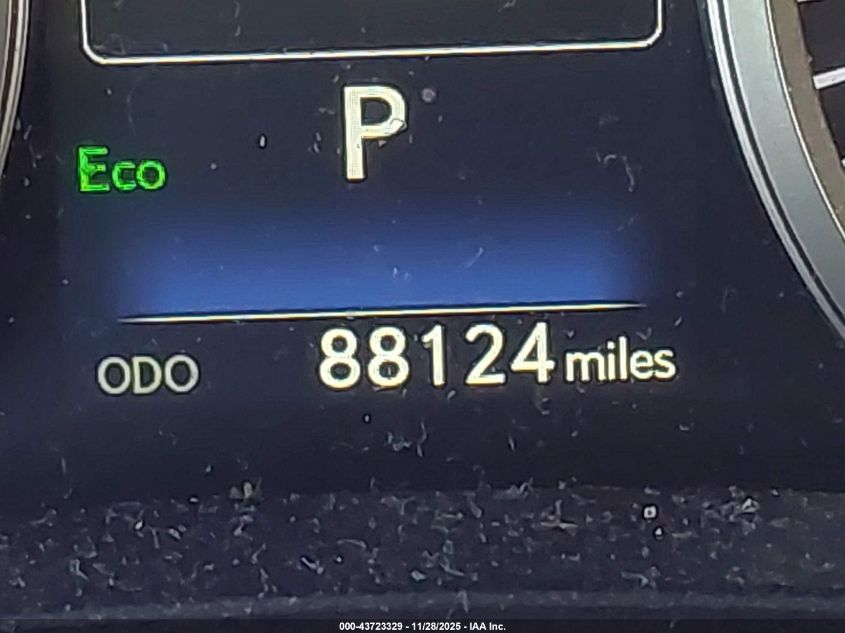 P
Eco
ODO 88124 miles
000-43723329 - 11/28/2025 - IAA Inc.